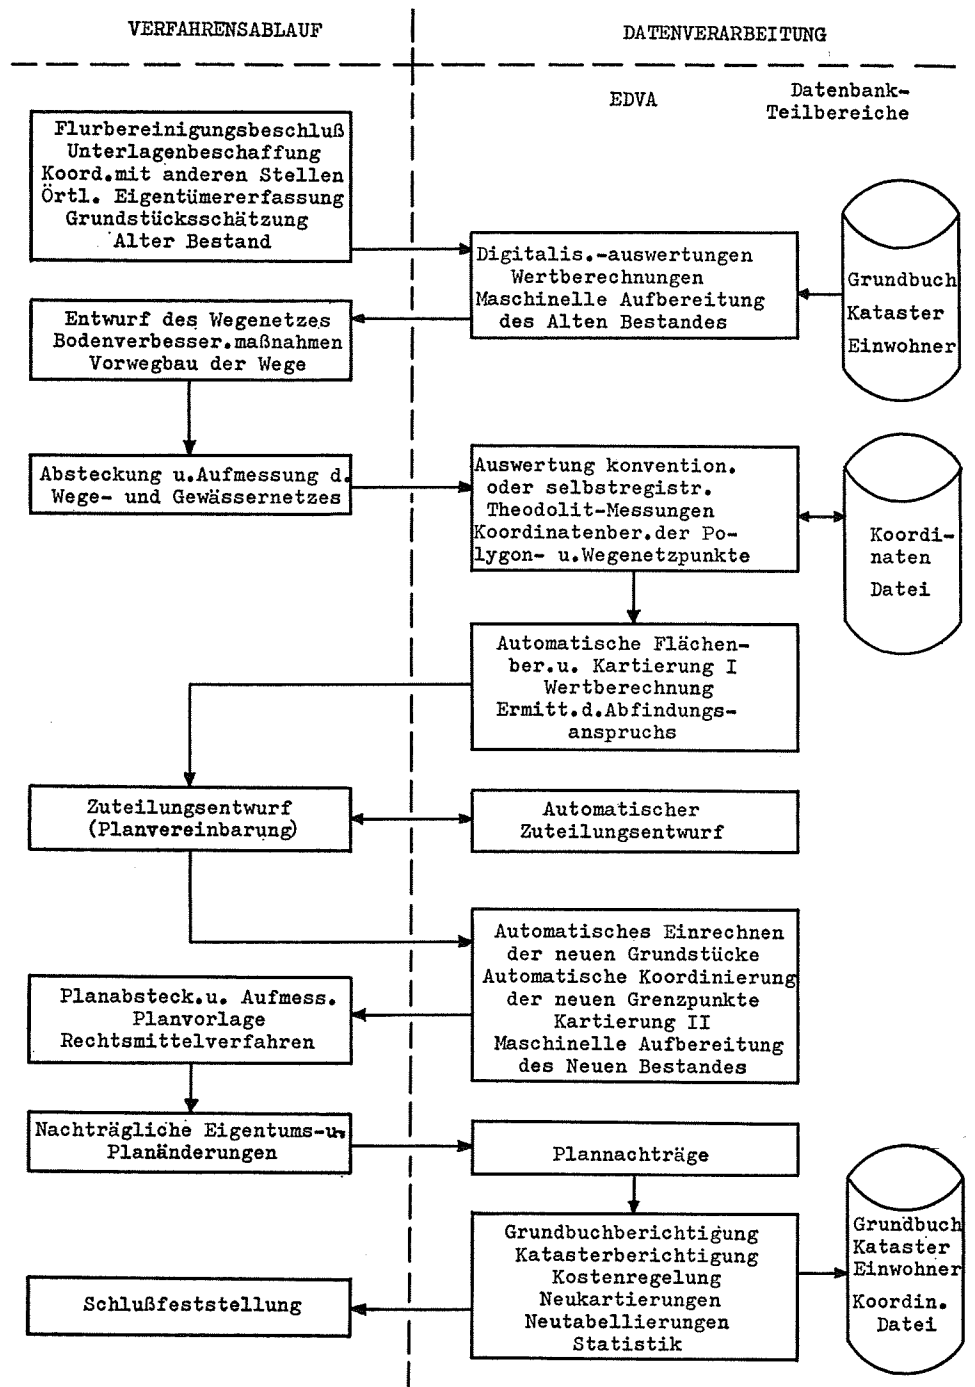 VERFAHRENSABLAUF
DATENVERARBEITUNG
EDVA
Datenbank-
Teilbereiche
Flurbereinigungsbeschluß
Unterlagenbeschaffung
Koord.mit anderen Stellen
Örtl. Eigentümererfassung
Grundstücksschätzung
Alter Bestand
Digitalis.-auswertungen
Wertberechnungen
Maschinelle Aufbereitung
des Alten Bestandes
Grundbuch
Kataster
Einwohner
Entwurf des Wegenetzes
Bodenverbesser.maßnahmen
Vorwegbau der Wege
Absteckung u.Aufmessung d.
Wege- und Gewässernetzes
Auswertung konvention.
oder selbstregistr.
Theodolit-Messungen
Koordinatenber.der Po-
lygon- u.Wegenetzpunkte
Koordi-
naten
Datei
Automatische Flächen-
ber.u. Kartierung I
Wertberechnung
Ermitt.d.Abfindungs-
anspruchs
Zuteilungsentwurf
(Planvereinbarung)
Automatischer
Zuteilungsentwurf
Automatisches Einrechnen
der neuen Grundstücke
Automatische Koordinierung
der neuen Grenzpunkte
Kartierung II
Maschinelle Aufbereitung
des Neuen Bestandes
Planabsteck.u. Aufmess.
Planvorlage
Rechtsmittelverfahren
Nachträgliche Eigentums-u.
Planänderungen
Plannachträge
Grundbuchberichtigung
Katasterberichtigung
Kostenregelung
Neukartierungen
Neutabellierungen
Statistik
Grundbuch
Kataster
Einwohner
Koordin.
Datei
Schlußfeststellung